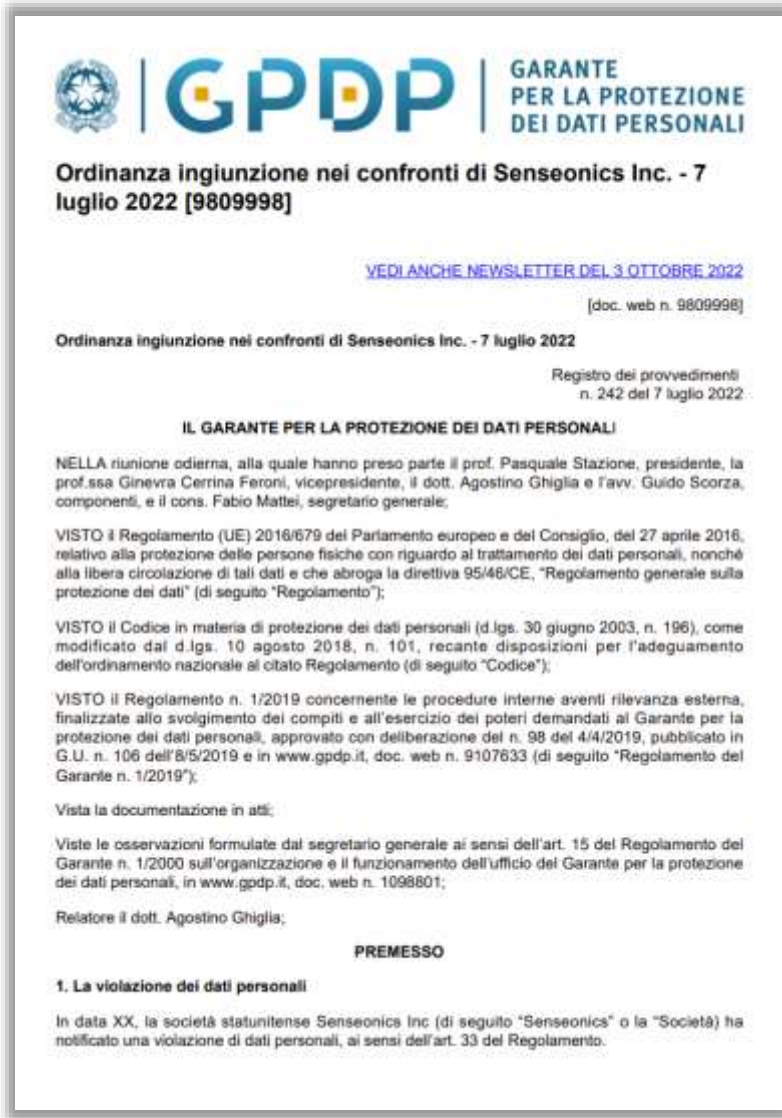 GPDP
GARANTE
PER LA PROTEZIONE
DEI DATI PERSONALI
Ordinanza ingiunzione nei confronti di Senseonics Inc. - 7
luglio 2022 [9809998]
VEDI ANCHE NEWSLETTER DEL 3 OTTOBRE 2022
[doc. web n. 9809998]
Ordinanza ingiunzione nei confronti di Senseonics Inc. - 7 luglio 2022
Registro dei provvedimenti
n. 242 del 7 luglio 2022
IL GARANTE PER LA PROTEZIONE DEI DATI PERSONALI
NELLA riunione odierna, alla quale hanno preso parte il prof. Pasquale Stazione, presidente, la
prof.ssa Ginevra Cerrina Feroni, vicepresidente, il dott. Agostino Ghiglia e l'avv. Guido Scorza,
componenti, e il cons. Fabio Mattei, segretario generale;
VISTO il Regolamento (UE) 2016/679 del Parlamento europeo e del Consiglio, del 27 aprile 2016,
relativo alla protezione delle persone fisiche con riguardo al trattamento dei dati personali, nonché
alla libera circolazione di tali dati e che abroga la direttiva 95/46/CE, "Regolamento generale sulla
protezione dei dati" (di seguito "Regolamento");
VISTO il Codice in materia di protezione dei dati personali (d.lgs. 30 giugno 2003, n. 196), come
modificato dal d.lgs. 10 agosto 2018, n. 101, recante disposizioni per l'adeguamento
dell'ordinamento nazionale al citato Regolamento (di seguito "Codice");
VISTO il Regolamento n. 1/2019 concernente le procedure interne aventi rilevanza esterna,
finalizzate allo svolgimento dei compiti e all'esercizio dei poteri demandati al Garante per la
protezione dei dati personali, approvato con deliberazione del n. 98 del 4/4/2019, pubblicato in
G.U. n. 106 dell'8/5/2019 e in www.gpdp.it, doc. web n. 9107633 (di seguito "Regolamento del
Garante n. 1/2019");
Vista la documentazione in atti;
Viste le osservazioni formulate dal segretario generale ai sensi dell'art. 15 del Regolamento del
Garante n. 1/2000 sull'organizzazione e il funzionamento dell'ufficio del Garante per la protezione
dei dati personali, in www.gpdp.it, doc. web n. 1098801;
Relatore il dott. Agostino Ghiglia;
PREMESSO
1. La violazione dei dati personali
In data XX, la società statunitense Senseonics Inc (di seguito "Senseonics" o la "Società) ha
notificato una violazione di dati personali, ai sensi dell'art. 33 del Regolamento.